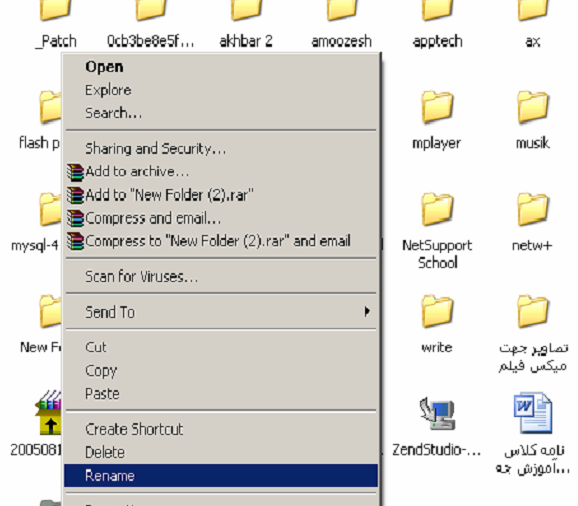 _Patch
0cb3be8e5f...
akhbar 2
amoozesh
apptech
ax
Open
Explore
Search...
Sharing and Security...
Add to archive...
Add to "New Folder (2).rar"
Compress and email...
Compress to "New Folder (2).rar" and email
Scan for Viruses...
Send To
Cut
Copy
Paste
Create Shortcut
Delete
Rename
flash p
mplayer
musik
mysql-4
NetSupport
School
netw+
New F
write
تصاویر جهت
میکس فیلم
2005081
ZendStudio-...
نامه کلاس
آموزش چه...